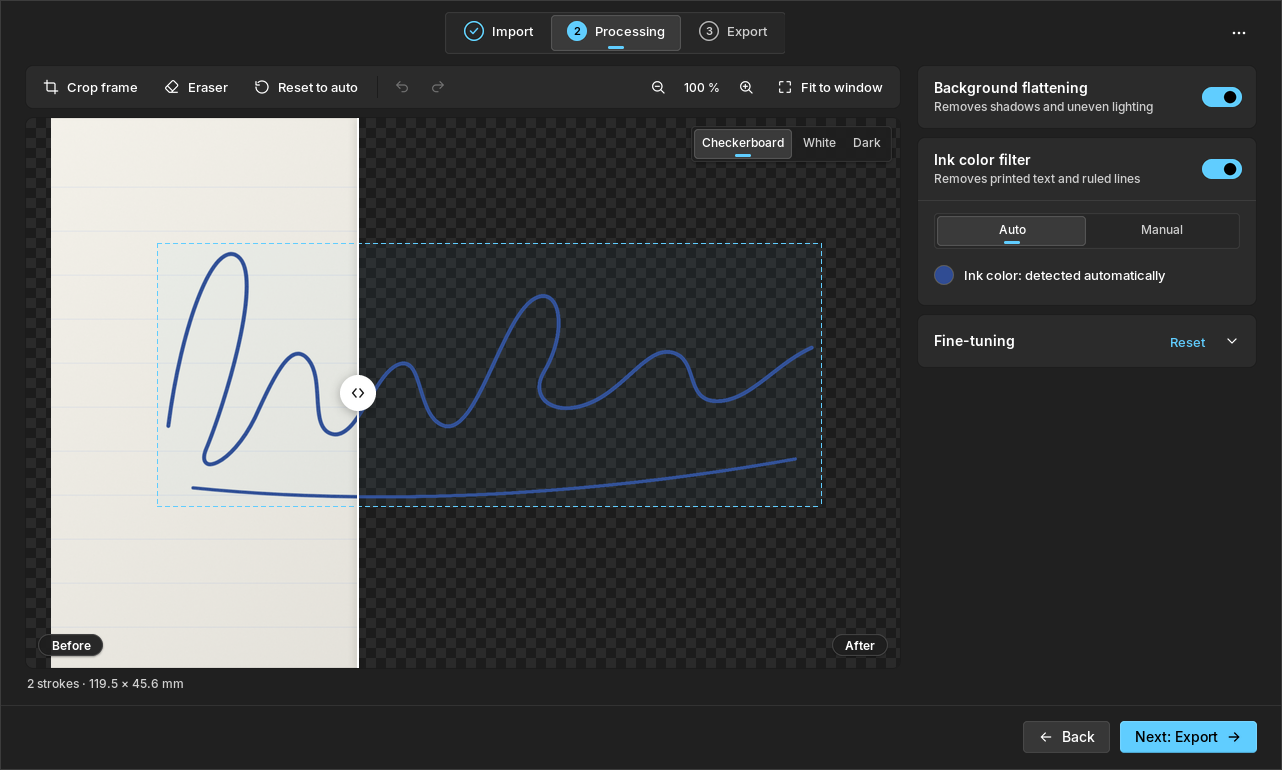 Import
2 Processing
3 Export
Crop frame
Eraser
Reset to auto
100 %
Fit to window
Checkerboard
White
Dark
Before
After
2 strokes · 119.5 × 45.6 mm
Background flattening
Removes shadows and uneven lighting
Ink color filter
Removes printed text and ruled lines
Auto
Manual
Ink color: detected automatically
Fine-tuning
Reset
Back
Next: Export